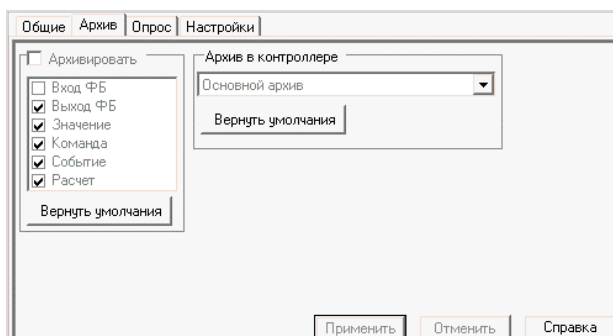 Общие Архив Опрос Настройки
Архивировать
Вход ФБ
Выход ФБ
Значение
Команда
Событие
Расчет
Вернуть умолчания
Архив в контроллере
Основной архив
Вернуть умолчания
Применить Отменить Справка